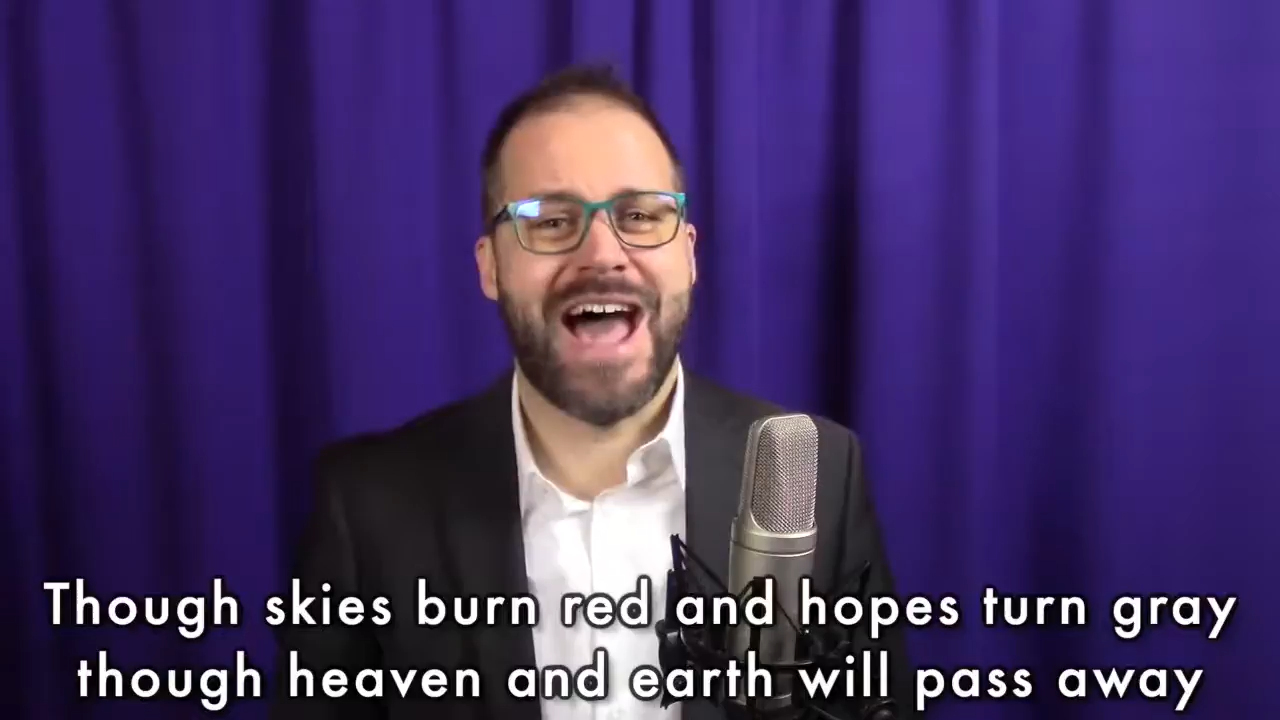 Though skies burn red and hopes turn gray
though heaven and earth will pass away